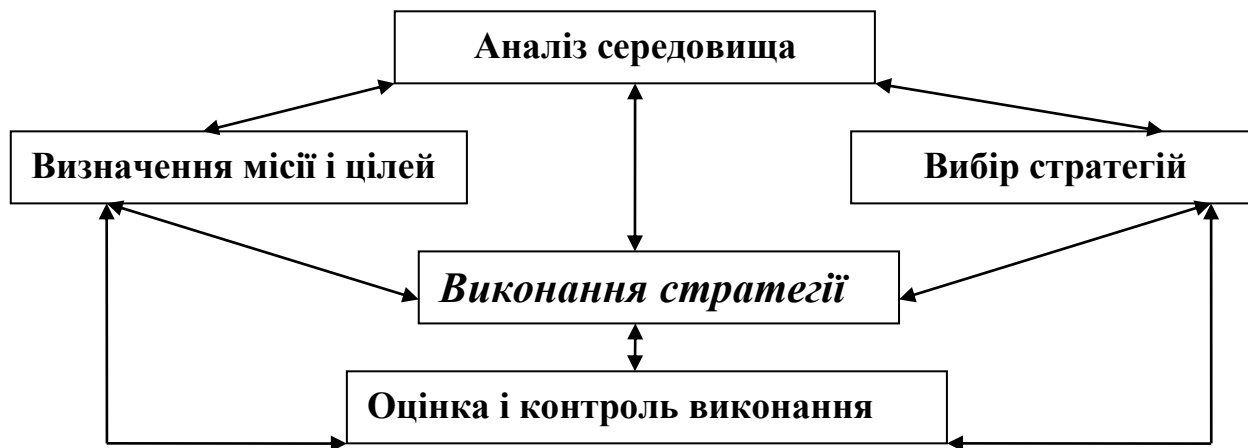 Аналіз середовища
Визначення місії і цілей
Вибір стратегій
Виконання стратегії
Оцінка і контроль виконання